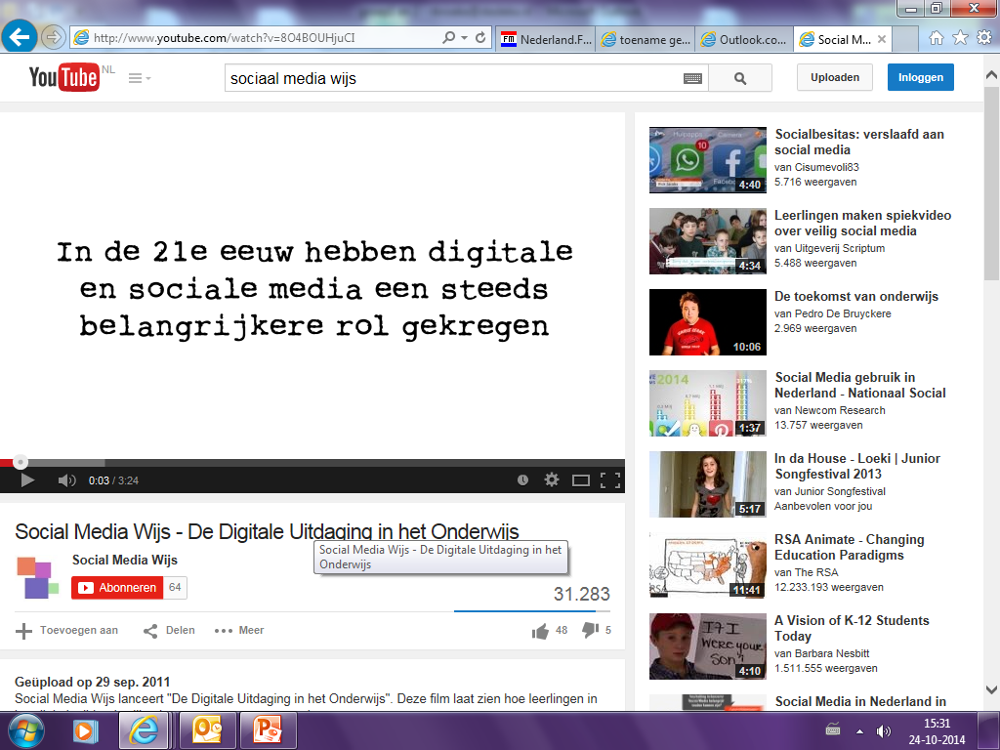 http://www.youtube.com/watch?v=8O4BOUHjuCI
Nederland.F...
toename ge...
Outlook.co...
Social M...
YouTube NL
sociaal media wijs
Uploaden
Inloggen
In de 21e eeuw hebben digitale
en sociale media een steeds
belangrijkere rol gekregen
0:03 / 3:24
Social Media Wijs - De Digitale Uitdaging in het Onderwijs
Social Media Wijs - De Digitale Uitdaging in het
Onderwijs
Social Media Wijs
Abonneren 64
31.283
Toevoegen aan
Delen
Meer
48
5
Geüpload op 29 sep. 2011
Social Media Wijs lanceert "De Digitale Uitdaging in het Onderwijs". Deze film laat zien hoe leerlingen in
10
4:40
Socialbesitas: verslaafd aan
social media
van Cisumevoli83
5.716 weergaven
4:34
Leerlingen maken spiekvideo
over veilig social media
van Uitgeverij Scriptum
5.488 weergaven
10:06
De toekomst van onderwijs
van Pedro De Bruyckere
2.969 weergaven
2014
1:37
Social Media gebruik in
Nederland - Nationaal Social
van Newcom Research
13.757 weergaven
5:17
In da House - Loeki | Junior
Songfestival 2013
van Junior Songfestival
Aanbevolen voor jou
11:41
RSA Animate - Changing
Education Paradigms
van The RSA
12.233.193 weergaven
4:10
A Vision of K-12 Students
Today
van Barbara Nesbitt
1.511.555 weergaven
Social Media in Nederland in
15:31
24-10-2014